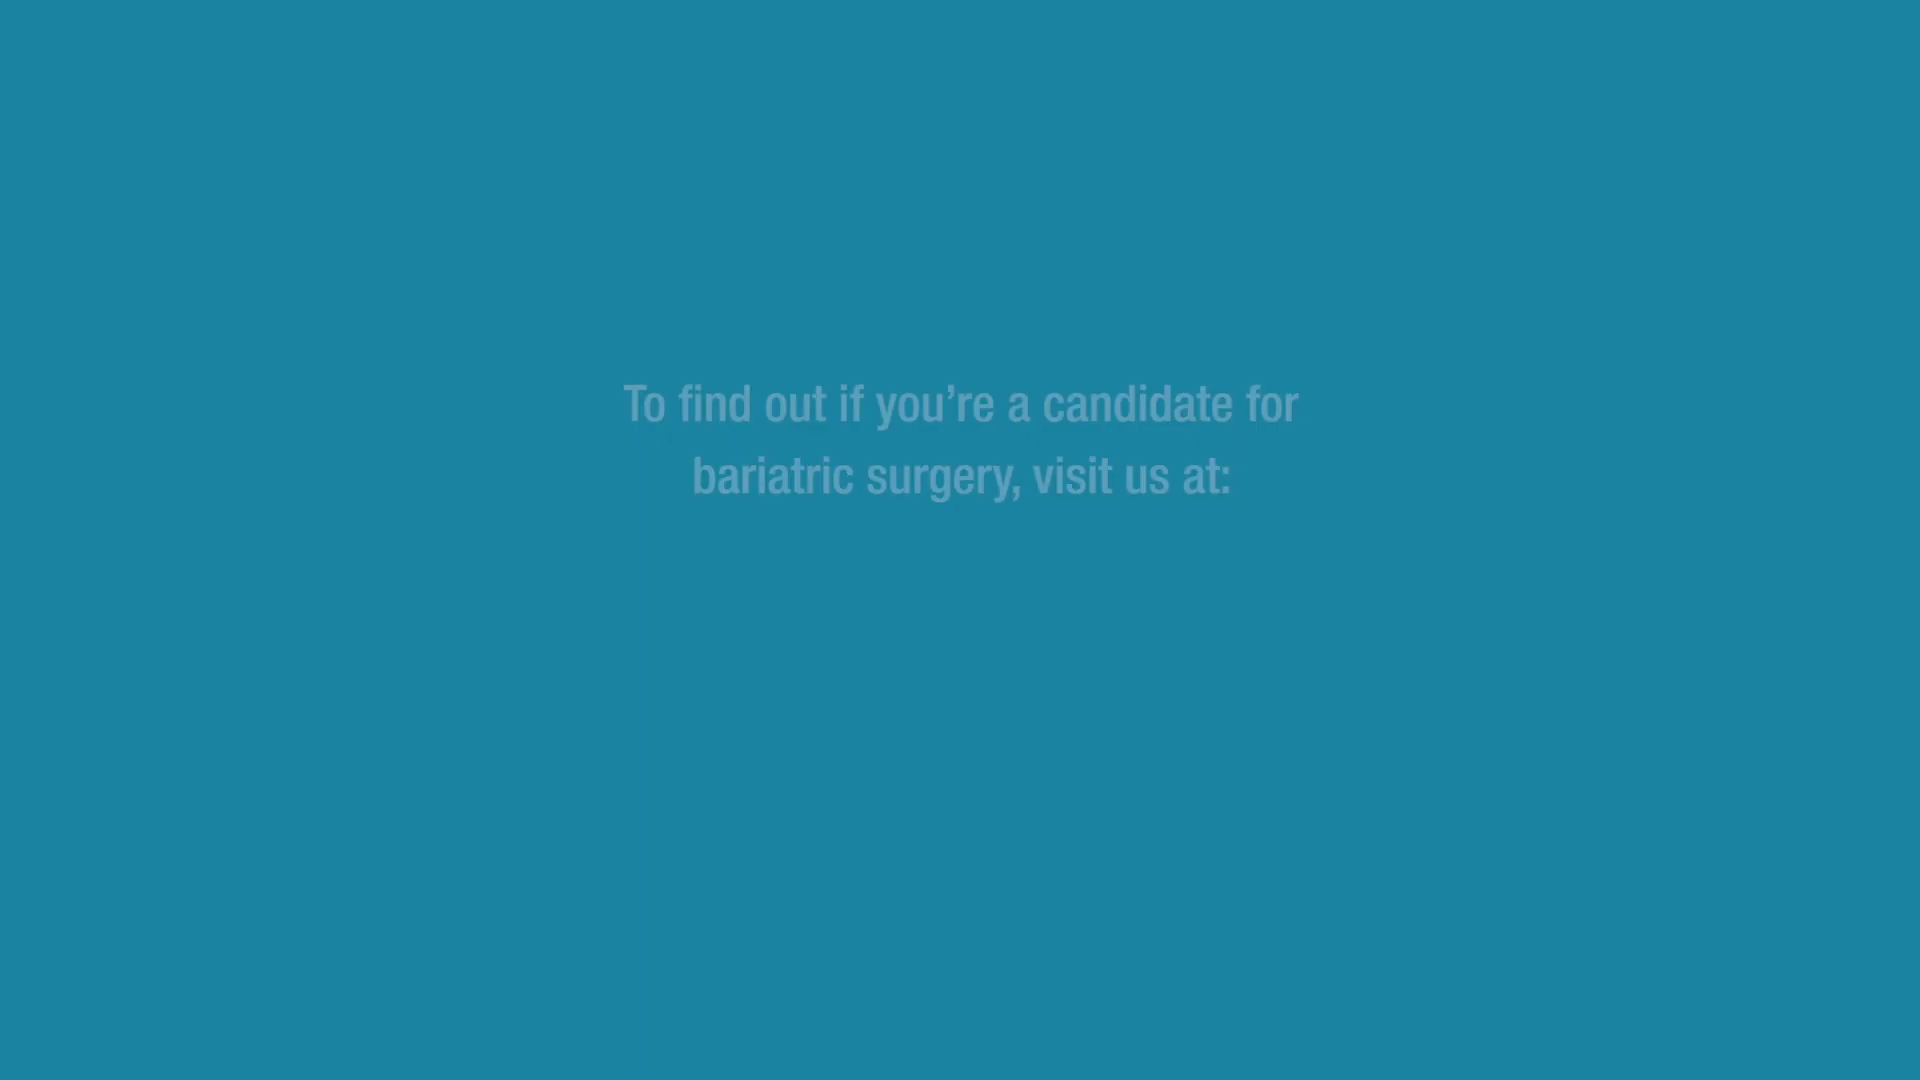 To find out if you’re a candidate for
bariatric surgery, visit us at: